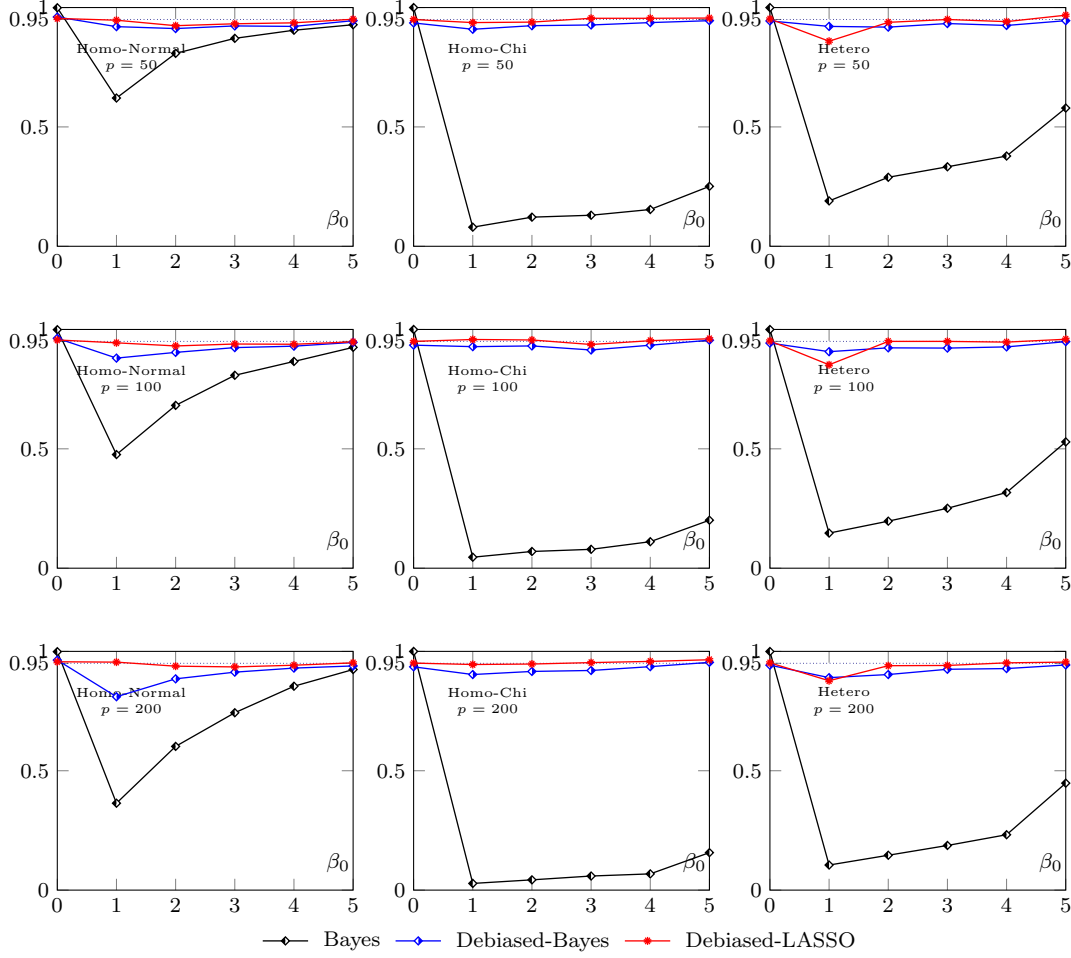 1 1 1
0.95 0.95 0.95
Homo-Normal Homo-Chi Hetero
p = 50 p = 50 p = 50
0.5 0.5 0.5
β0 β0 β0
0 0 0
0 1 2 3 4 5 0 1 2 3 4 5 0 1 2 3 4 5
1 1 1
0.95 0.95 0.95
Homo-Normal Homo-Chi Hetero
p = 100 p = 100 p = 100
0.5 0.5 0.5
β0 β0 β0
0 0 0
0 1 2 3 4 5 0 1 2 3 4 5 0 1 2 3 4 5
1 1 1
0.95 0.95 0.95
Homo-Normal Homo-Chi Hetero
p = 200 p = 200 p = 200
0.5 0.5 0.5
β0 β0 β0
0 0 0
0 1 2 3 4 5 0 1 2 3 4 5 0 1 2 3 4 5
Bayes Debiased-Bayes Debiased-LASSO